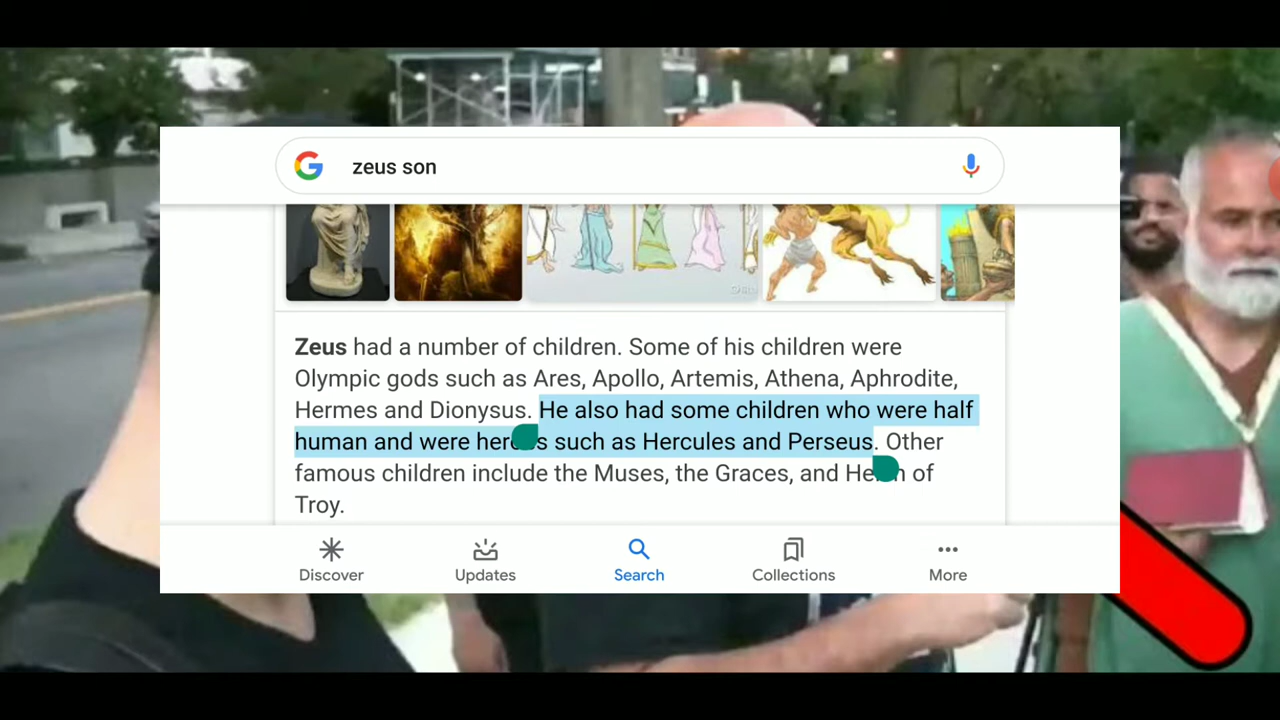 zeus son
Zeus had a number of children. Some of his children were
Olympic gods such as Ares, Apollo, Artemis, Athena, Aphrodite,
Hermes and Dionysus. He also had some children who were half
human and were heroes such as Hercules and Perseus. Other
famous children include the Muses, the Graces, and Helen of
Troy.
Discover
Updates
Search
Collections
More